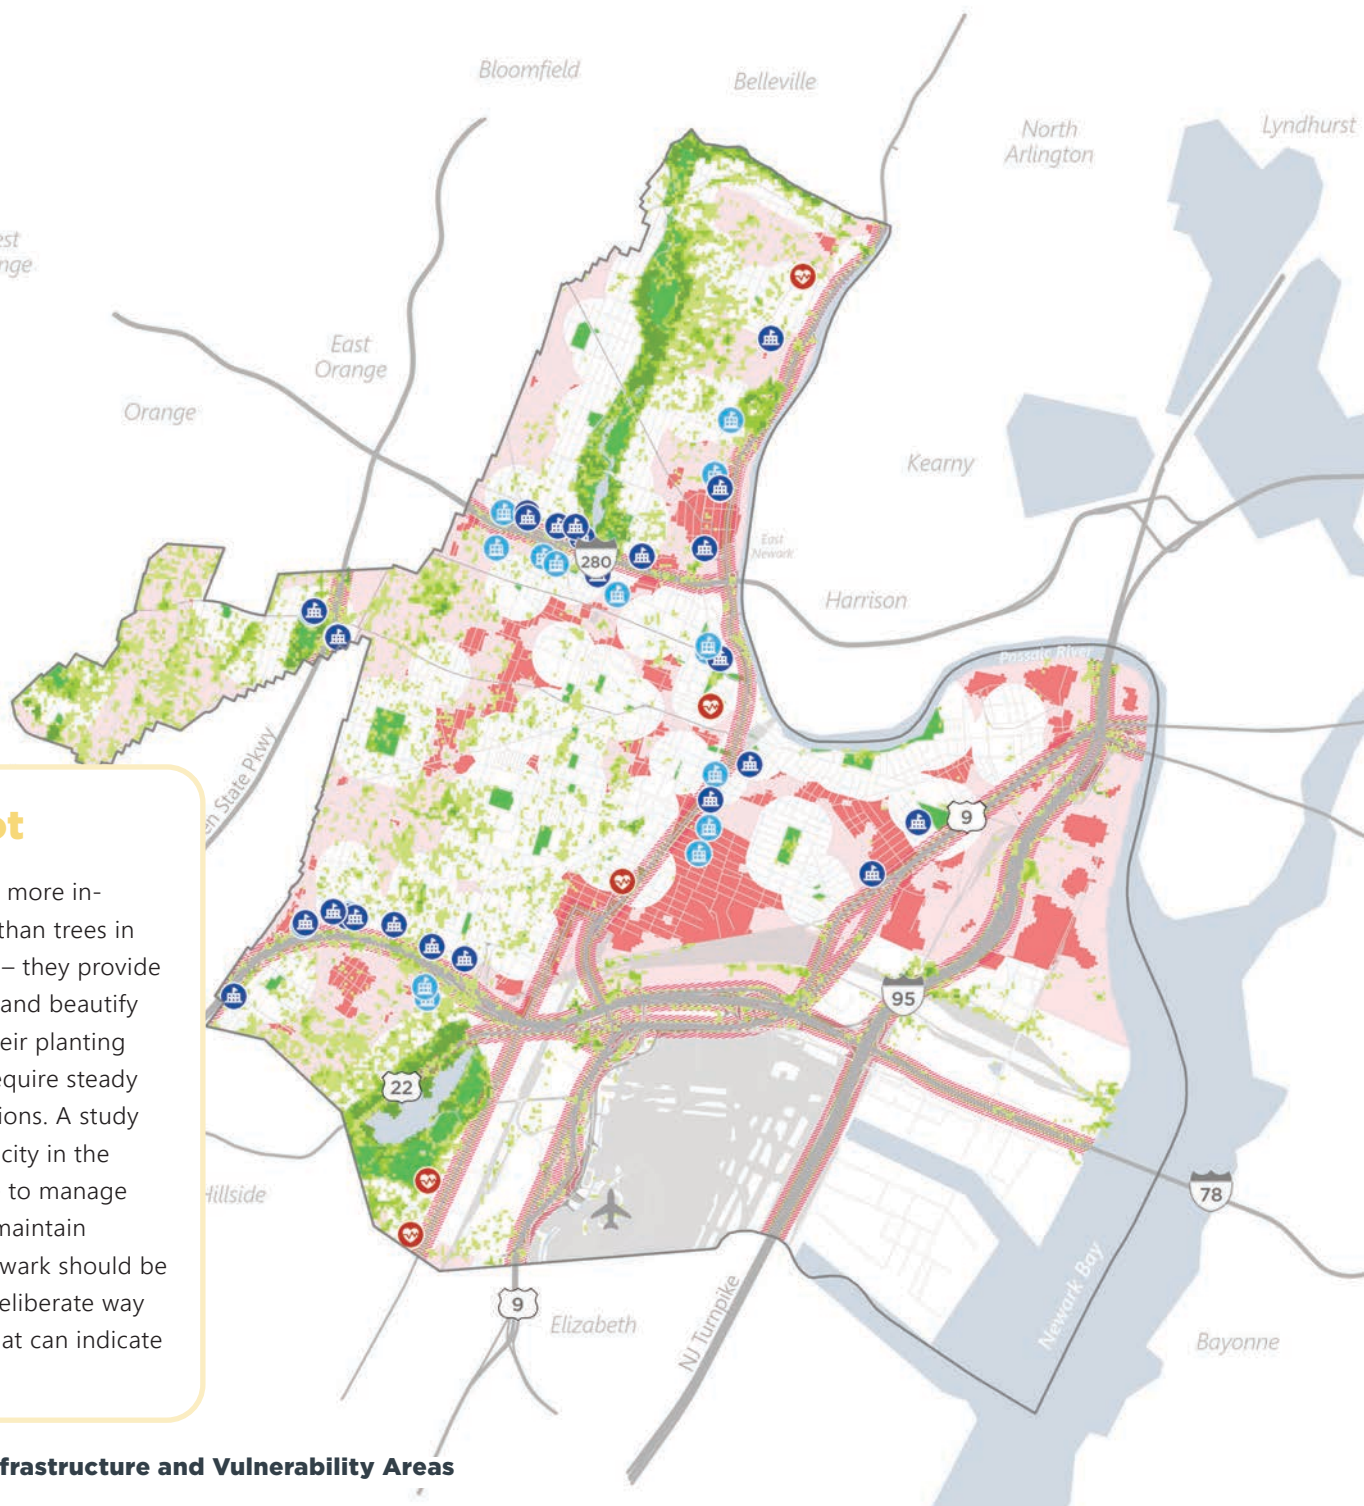 Bloomfield
Belleville
North
Arlington
Lyndhurst
est
nge
East
Orange
Orange
Kearny
East
Newark
280
Harrison
Passaic River
en State Pkwy
9
95
22
Hillside
78
9
Elizabeth
NJ Turnpike
Newark Bay
Bayonne
ot
more in-
than trees in
– they provide
and beautify
eir planting
equire steady
ions. A study
city in the
to manage
maintain
wark should be
eliberate way
at can indicate
frastructure and Vulnerability Areas